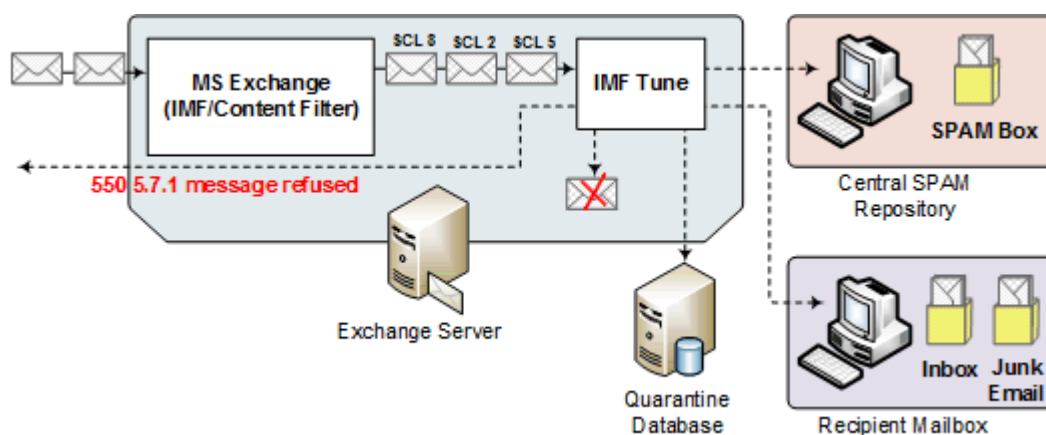 SCL 8
SCL 2
SCL 5
MS Exchange
(IMF/Content Filter)
IMF Tune
SPAM Box
550 5.7.1 message refused
Central SPAM
Repository
Exchange Server
Inbox
Junk
Email
Quarantine
Database
Recipient Mailbox